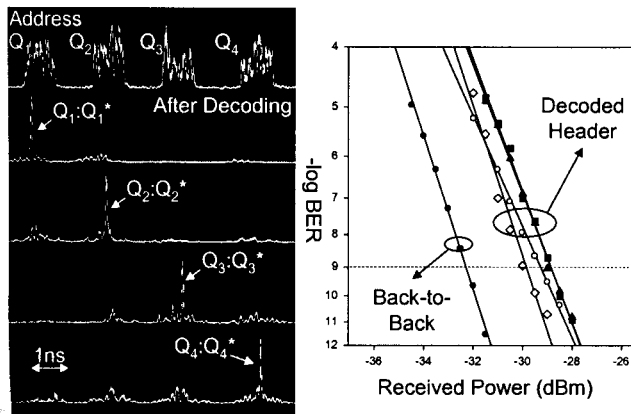 Address
Q₁ Q₂ Q₃ Q₄
After Decoding
Q₁:Q₁*
Q₂:Q₂*
Q₃:Q₃*
Q₄:Q₄*
1ns
4
5
6
7
8
9
10
11
12
-log BER
Decoded
Header
Back-to-
Back
-36 -34 -32 -30 -28 -26
Received Power (dBm)